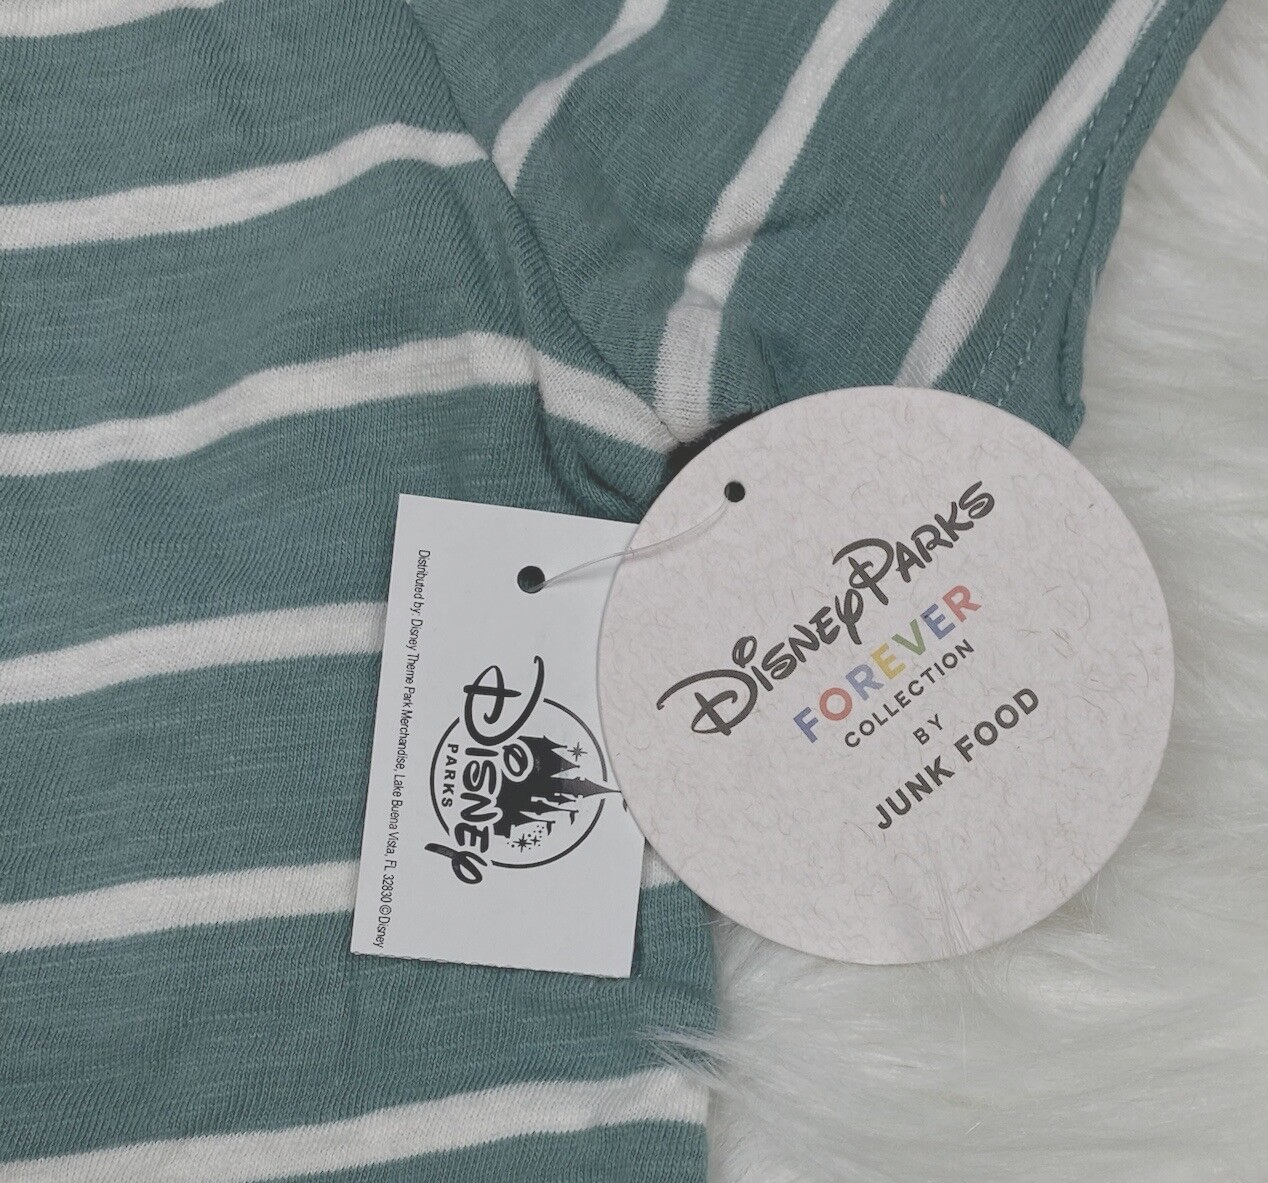 Distributed by: Disney Theme Park Merchandise, Lake Buena Vista, FL 32830 © Disney
Disney
PARKS
DISNEY PARKS
FOREVER
COLLECTION
BY
JUNK FOOD